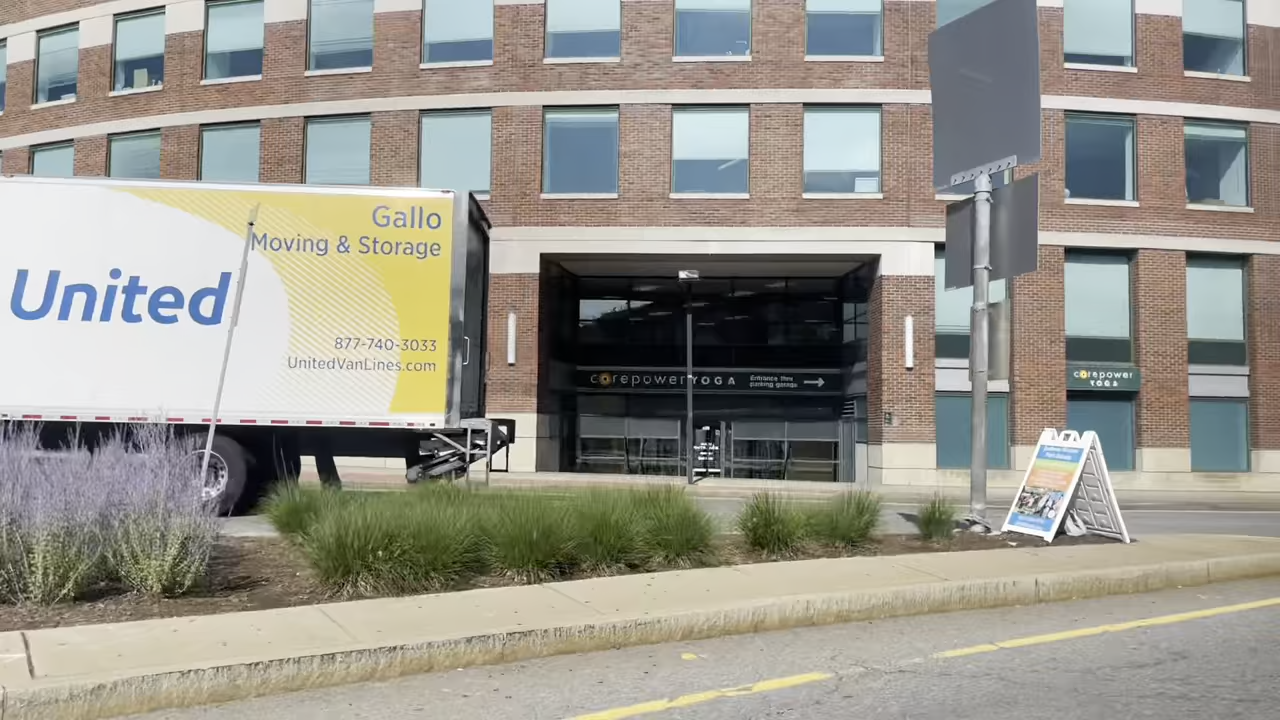 Gallo
Moving & Storage
United
877-740-3033
UnitedVanLines.com
corepower YOGA
Entrance thru
parking garage
corepower
YOGA